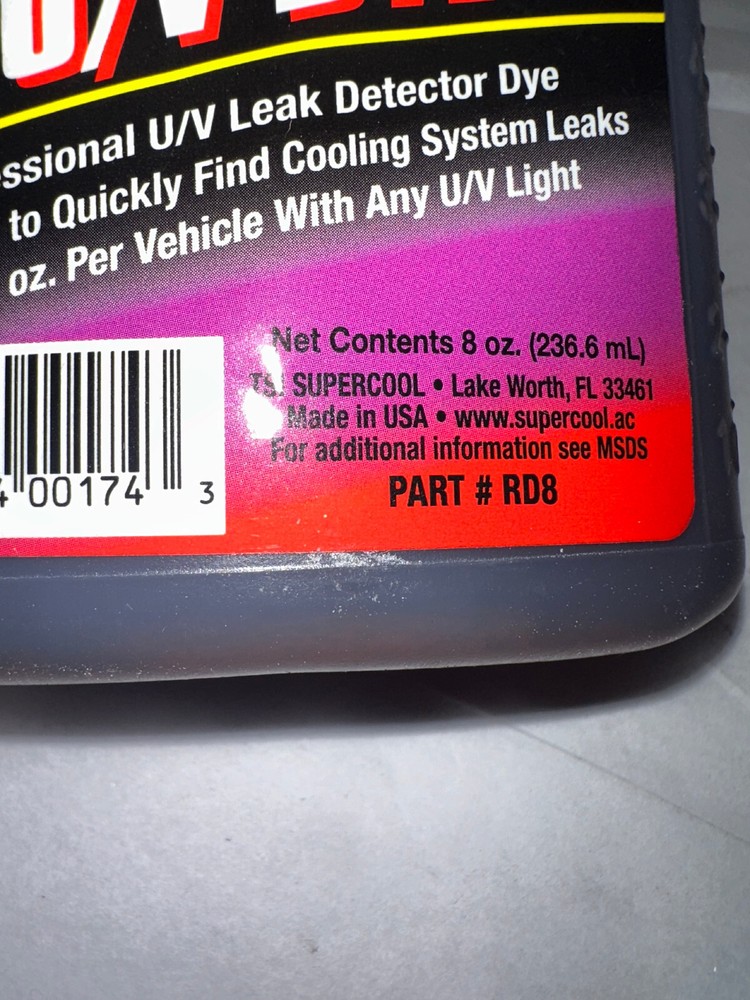 U/V
essional U/V Leak Detector Dye
to Quickly Find Cooling System Leaks
oz. Per Vehicle With Any U/V Light
Net Contents 8 oz. (236.6 mL)
TSI SUPERCOOL • Lake Worth, FL 33461
Made in USA • www.supercool.ac
For additional information see MSDS
PART # RD8
4 00174 3